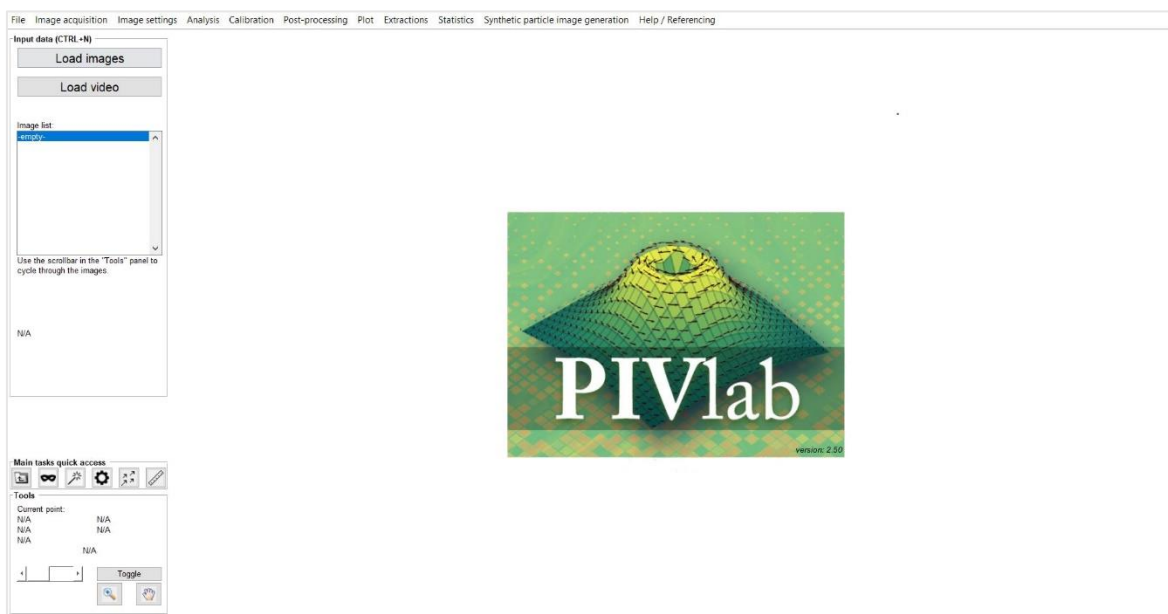 File Image acquisition Image settings Analysis Calibration Post-processing Plot Extractions Statistics Synthetic particle image generation Help / Referencing
Input data (CTRL+N)
Load images
Load video
Image list:
-empty-
Use the scrollbar in the "Tools" panel to
cycle through the images.
N/A
PIVlab
version: 2.50
Main tasks quick access
Tools
Current point:
N/A N/A
N/A N/A
N/A
N/A
Toggle